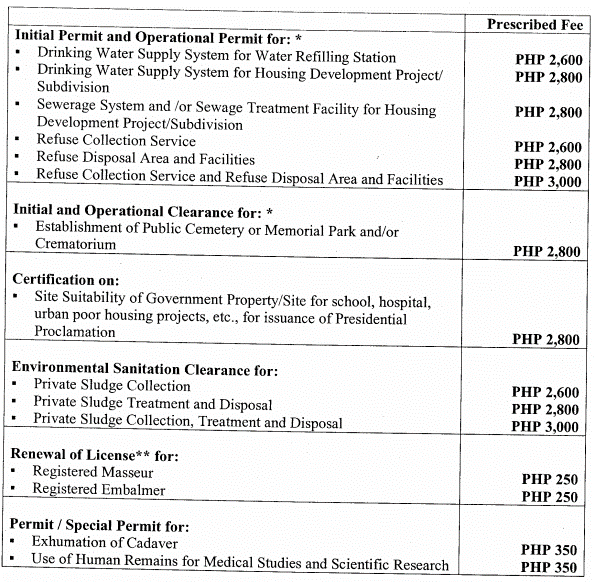 Prescribed Fee
Initial Permit and Operational Permit for: *
▪ Drinking Water Supply System for Water Refilling Station PHP 2,600
▪ Drinking Water Supply System for Housing Development Project/ PHP 2,800
Subdivision
▪ Sewerage System and /or Sewage Treatment Facility for Housing PHP 2,800
Development Project/Subdivision
▪ Refuse Collection Service PHP 2,600
▪ Refuse Disposal Area and Facilities PHP 2,800
▪ Refuse Collection Service and Refuse Disposal Area and Facilities PHP 3,000
Initial and Operational Clearance for: *
▪ Establishment of Public Cemetery or Memorial Park and/or
Crematorium PHP 2,800
Certification on:
▪ Site Suitability of Government Property/Site for school, hospital,
urban poor housing projects, etc., for issuance of Presidential
Proclamation PHP 2,800
Environmental Sanitation Clearance for:
▪ Private Sludge Collection PHP 2,600
▪ Private Sludge Treatment and Disposal PHP 2,800
▪ Private Sludge Collection, Treatment and Disposal PHP 3,000
Renewal of License** for:
▪ Registered Masseur PHP 250
▪ Registered Embalmer PHP 250
Permit / Special Permit for:
▪ Exhumation of Cadaver PHP 350
▪ Use of Human Remains for Medical Studies and Scientific Research PHP 350